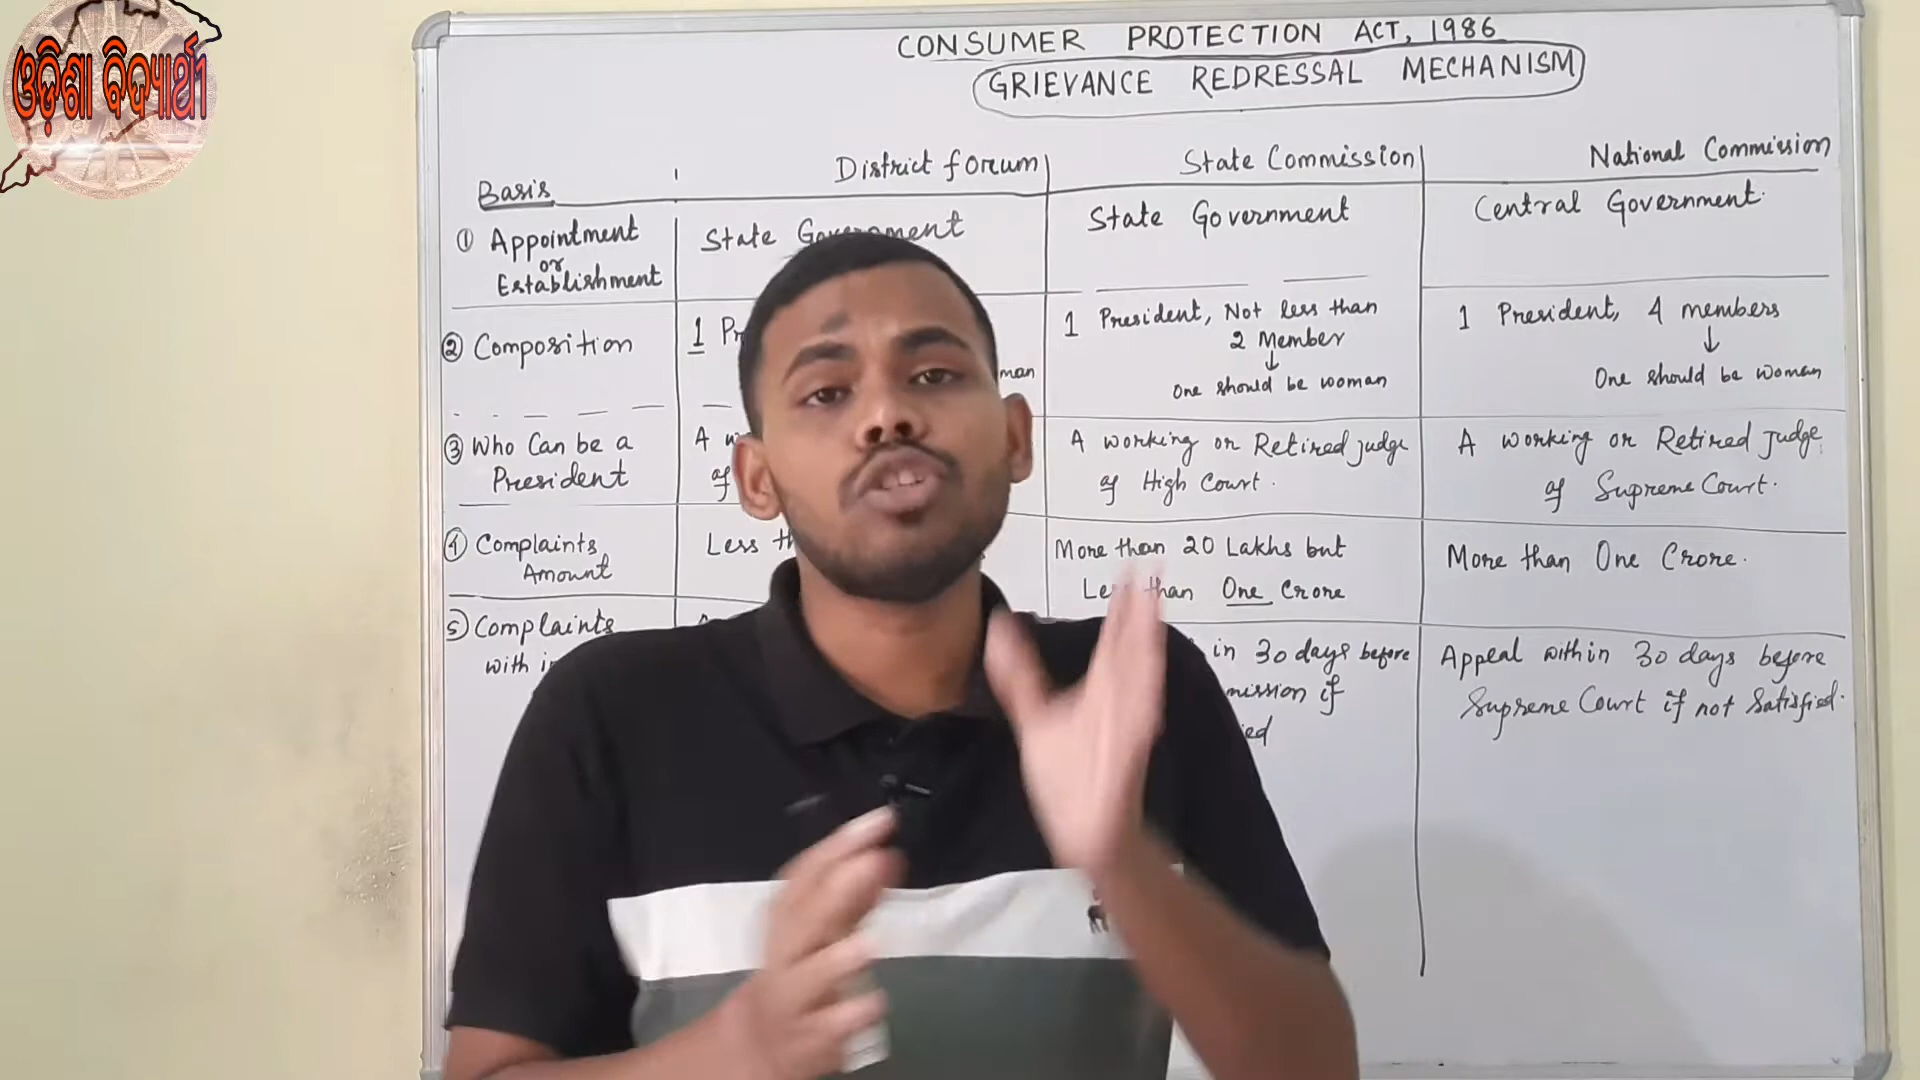 ଓଡ଼ିଶା ବିଦ୍ୟାର୍ଥୀ
CONSUMER PROTECTION ACT, 1986
GRIEVANCE REDRESSAL MECHANISM
Basis District forum State Commission National Commission
① Appointment or Establishment State Government State Government Central Government.
② Composition 1 1 President, Not less than 1 President, 4 members
2 Member
One should be woman One should be woman
③ Who Can be a A A working or Retired judge A working or Retired judge
President of of High Court. of Supreme Court.
④ Complaints Less More than 20 Lakhs but More than One Crore.
Amount than One Crore
⑤ Complaints in 30 days before Appeal within 30 days before
with if Supreme Court if not Satisfied.